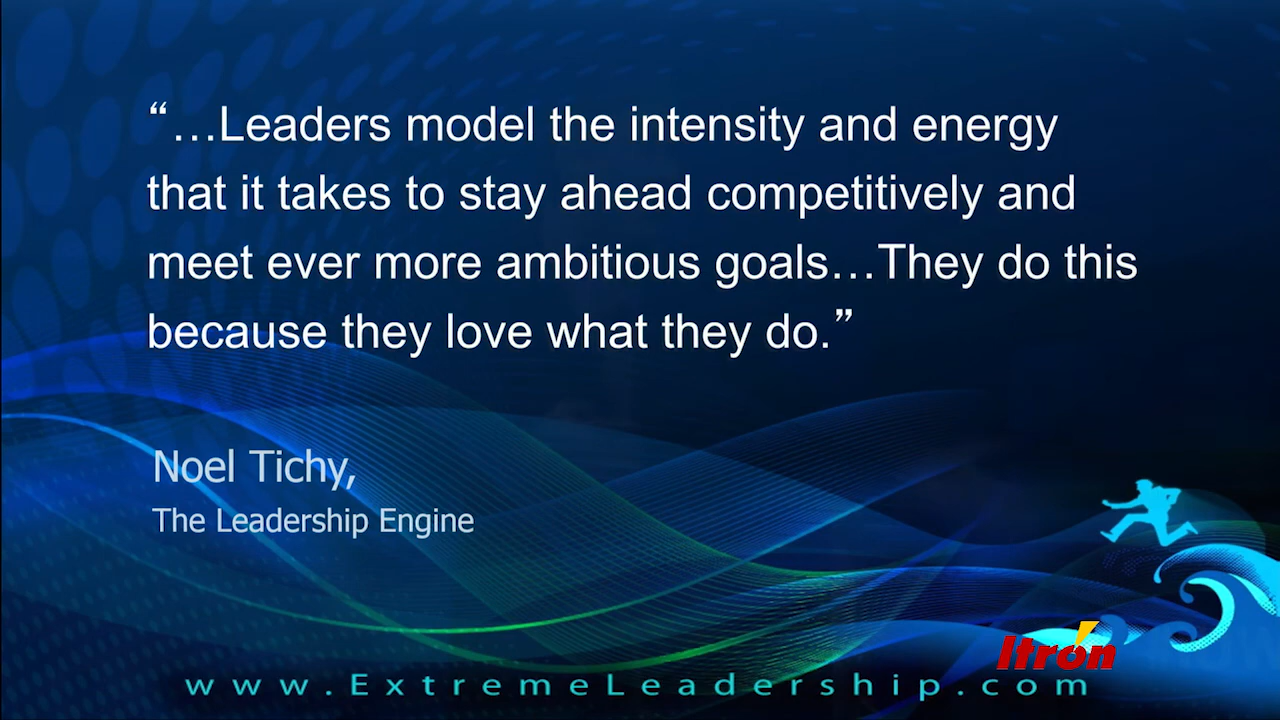 “…Leaders model the intensity and energy
that it takes to stay ahead competitively and
meet ever more ambitious goals…They do this
because they love what they do.”
Noel Tichy,
The Leadership Engine
Itron
www.ExtremeLeadership.com